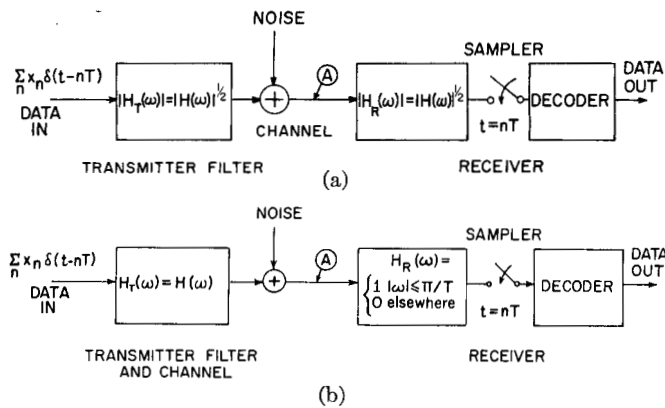 NOISE
SAMPLER
Σ xₙ δ(t-nT)
n
DATA
IN
|H_T(ω)|=|H(ω)|^½
+
A
CHANNEL
|H_R(ω)|=|H(ω)|^½
t=nT
DECODER
DATA
OUT
TRANSMITTER FILTER
RECEIVER
(a)
NOISE
SAMPLER
Σ xₙ δ(t-nT)
n
DATA
IN
H_T(ω)=H(ω)
+
A
H_R(ω)=
{1 |ω|≤π/T
0 elsewhere
t=nT
DECODER
DATA
OUT
TRANSMITTER FILTER
AND CHANNEL
RECEIVER
(b)